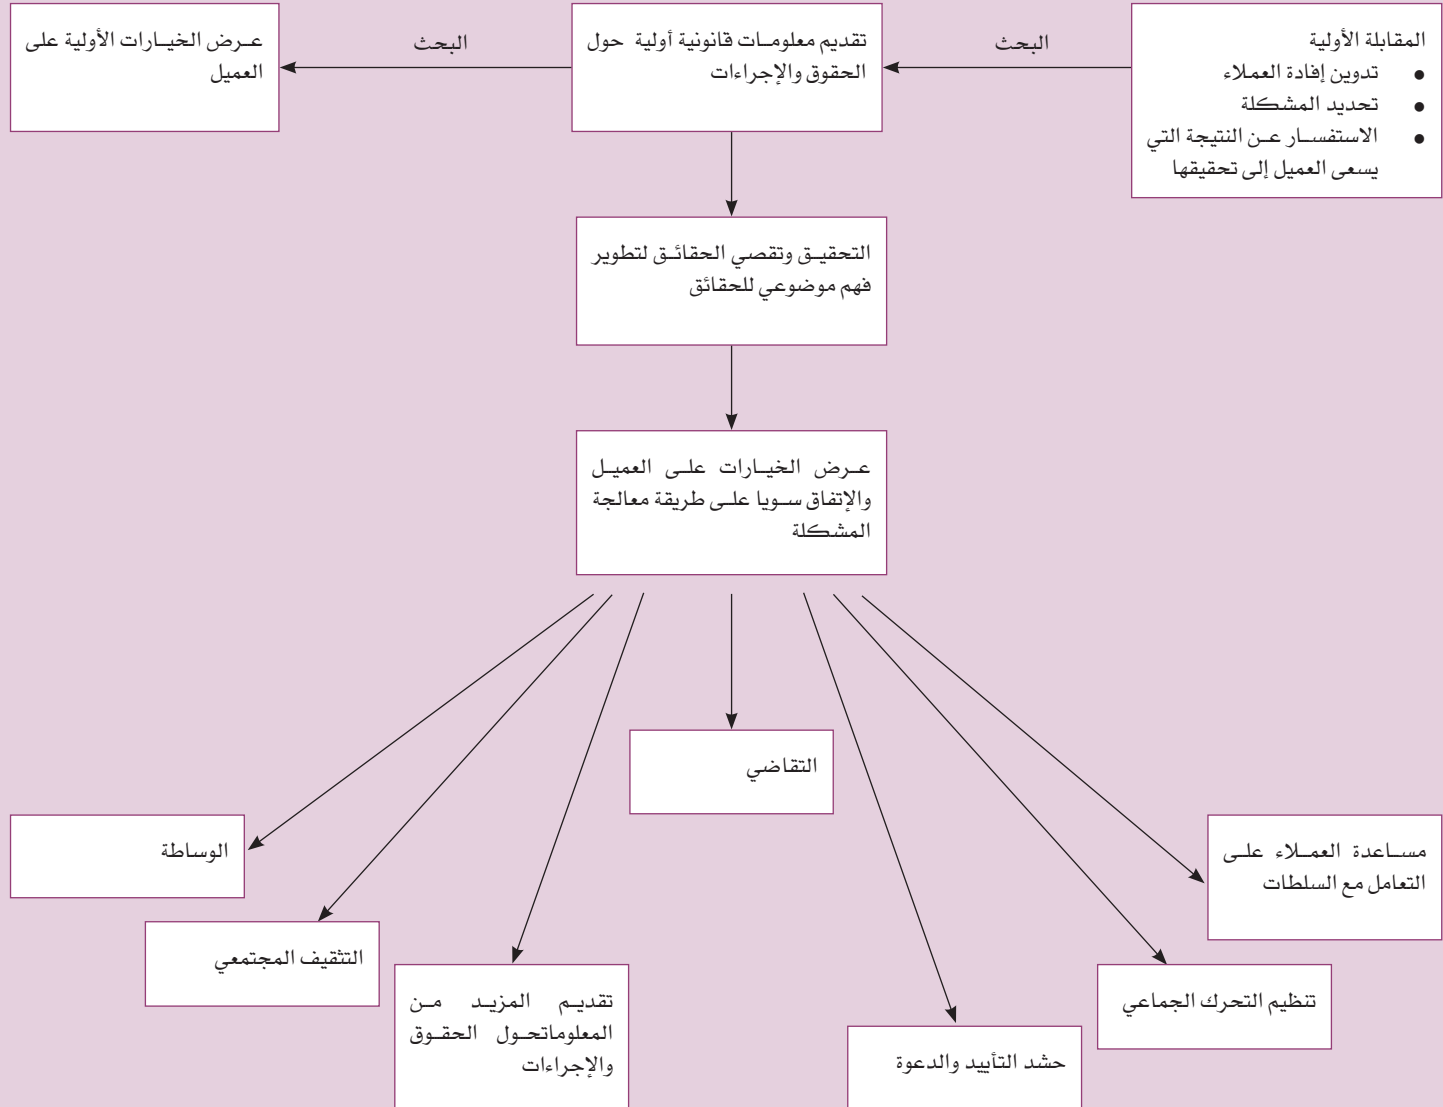 المقابلة الأولية
● تدوين إفادة العملاء
● تحديد المشكلة
● الاستفسار عن النتيجة التي
يسعى العميل إلى تحقيقها
البحث
تقديم معلومات قانونية أولية حول
الحقوق والإجراءات
البحث
عرض الخيارات الأولية على
العميل
التحقيق وتقصي الحقائق لتطوير
فهم موضوعي للحقائق
عرض الخيارات على العميل
والإتفاق سويا على طريقة معالجة
المشكلة
التقاضي
مساعدة العملاء على
التعامل مع السلطات
الوساطة
التثقيف المجتمعي
تنظيم التحرك الجماعي
تقديم المزيد من
المعلوماتحول الحقوق
والإجراءات
حشد التأييد والدعوة